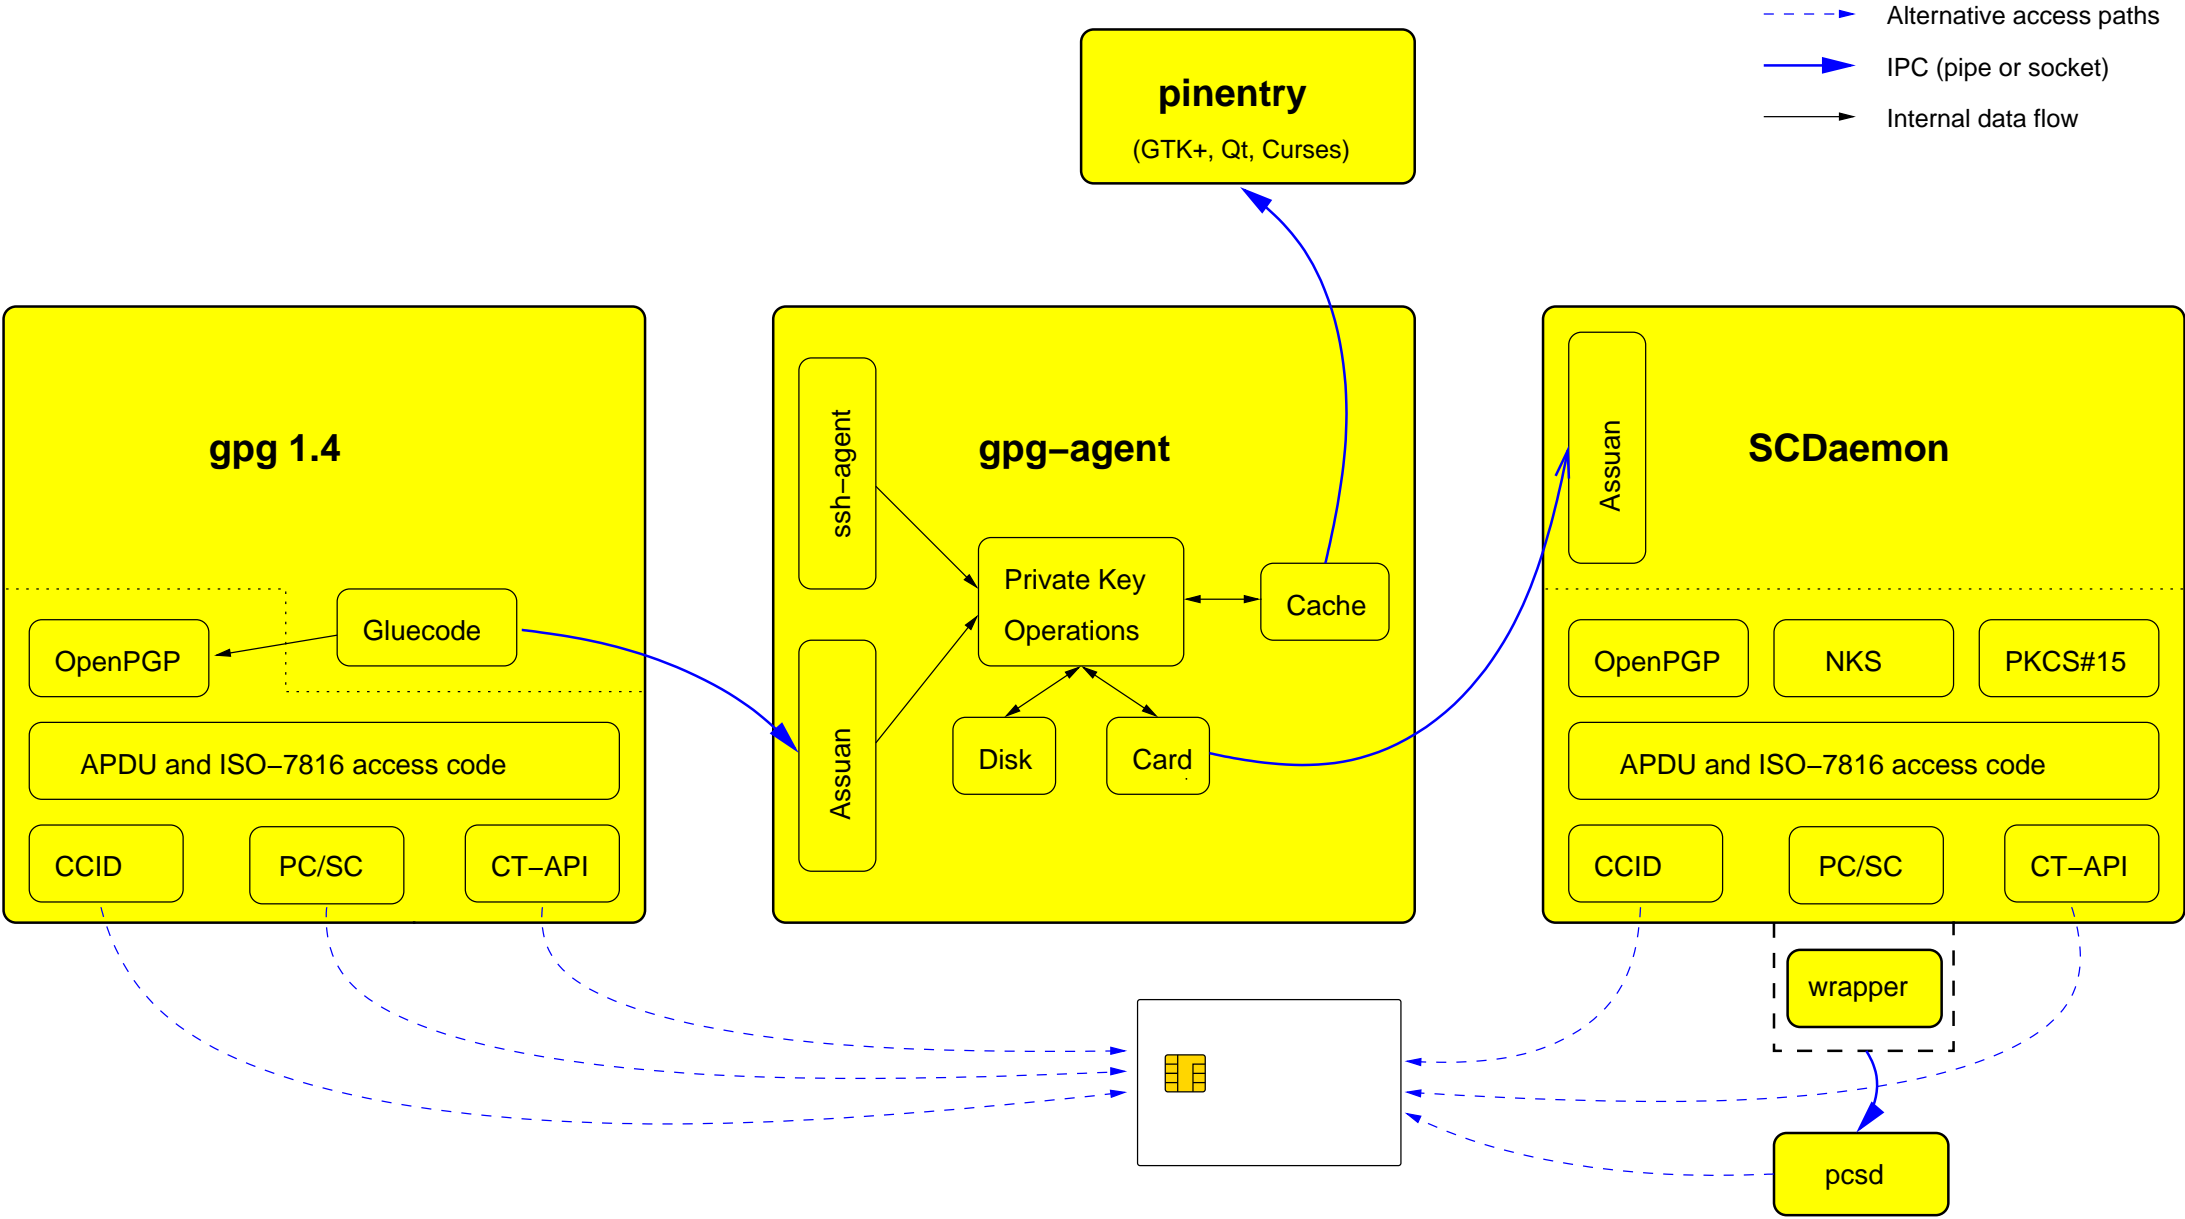 Alternative access paths
IPC (pipe or socket)
Internal data flow
pinentry
(GTK+, Qt, Curses)
gpg 1.4
OpenPGP
Gluecode
APDU and ISO−7816 access code
CCID
PC/SC
CT−API
gpg−agent
ssh−agent
Assuan
Private Key
Operations
Cache
Disk
Card
SCDaemon
Assuan
OpenPGP
NKS
PKCS#15
APDU and ISO−7816 access code
CCID
PC/SC
CT−API
wrapper
pcsd